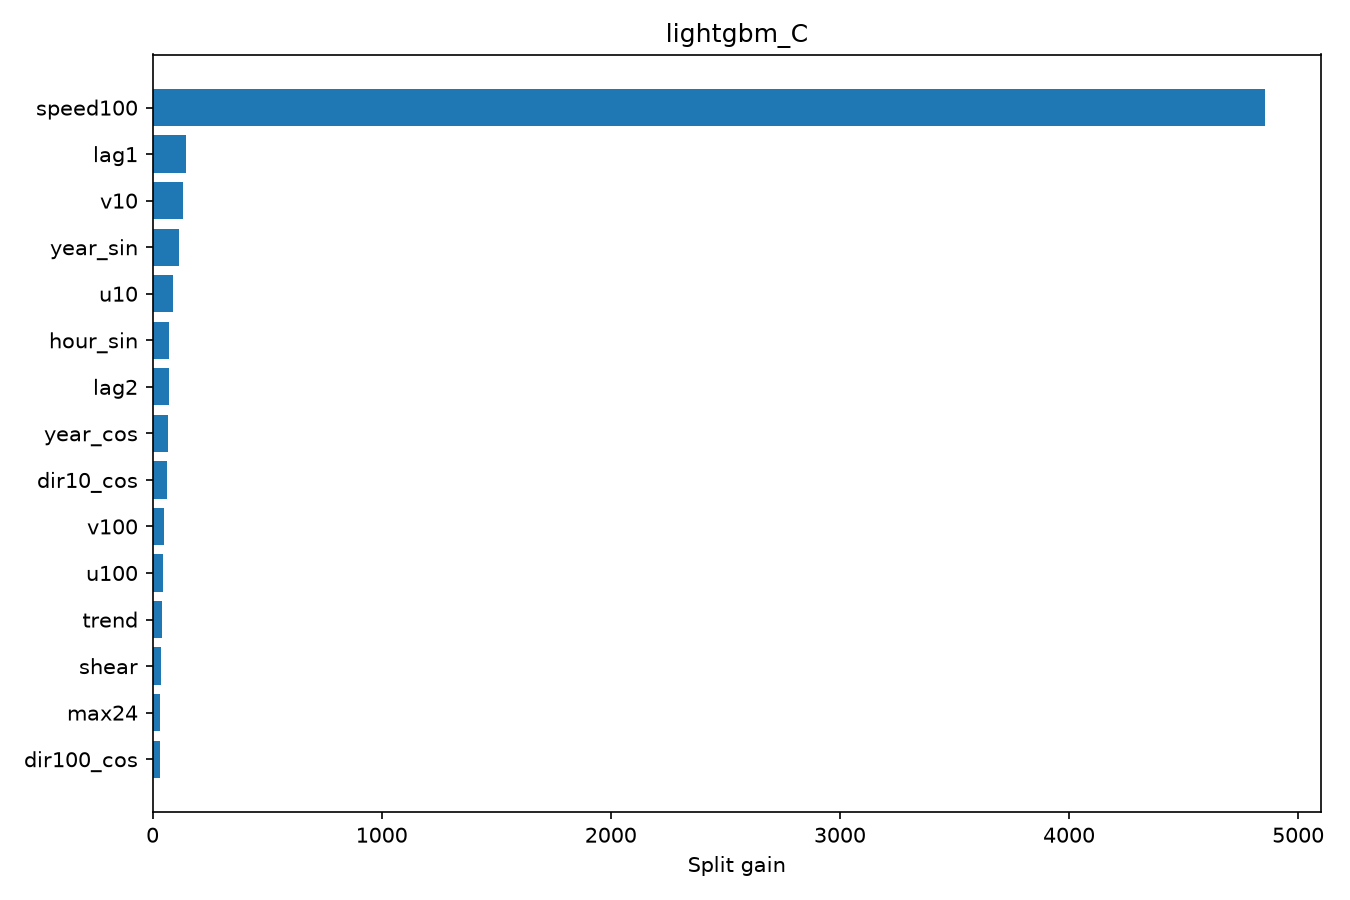 lightgbm_C
speed100
lag1
v10
year_sin
u10
hour_sin
lag2
year_cos
dir10_cos
v100
u100
trend
shear
max24
dir100_cos
0 1000 2000 3000 4000 5000
Split gain